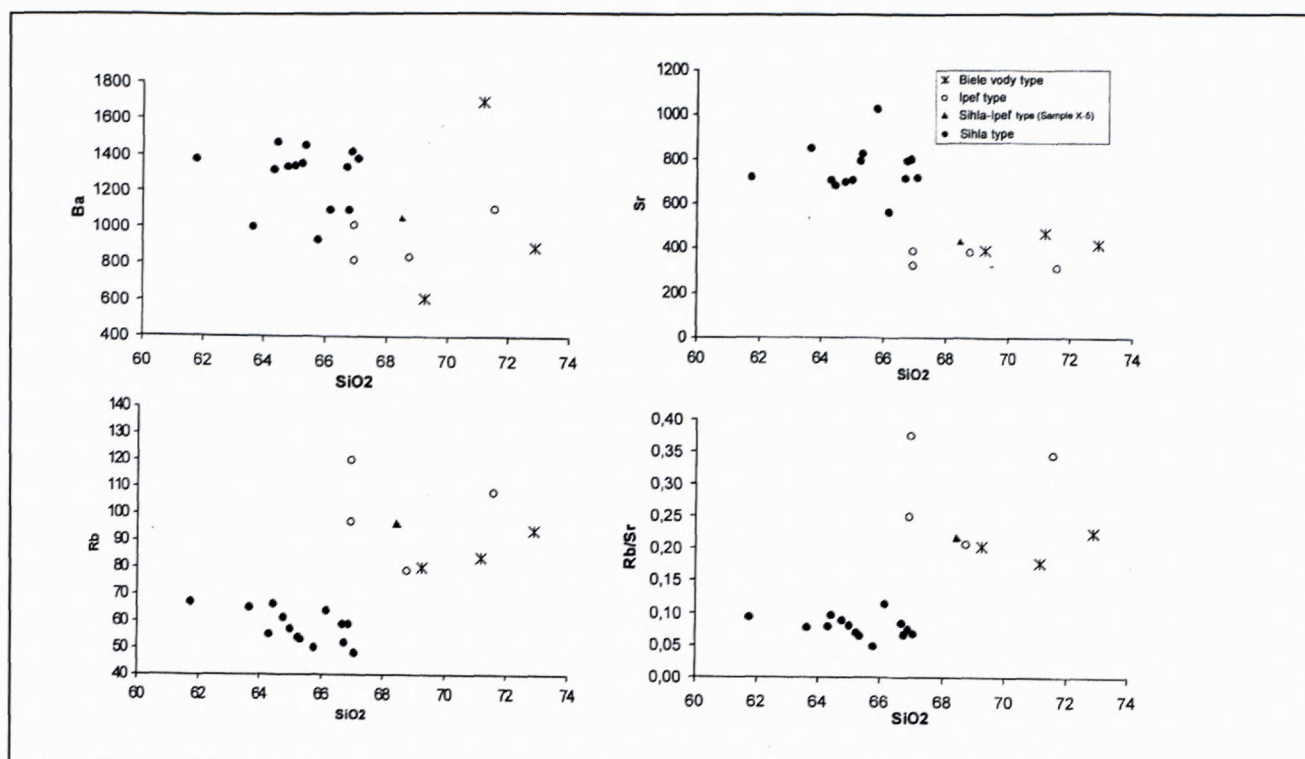 1800
1600
1400
1200
1000
800
600
400
Ba
60 62 64 66 68 70 72 74
SiO2
1200
1000
800
600
400
200
0
Sr
60 62 64 66 68 70 72 74
SiO2
Biele vody type
Ipeľ type
Sihla-Ipeľ type (Sample X-5)
Sihla type
140
130
120
110
100
90
80
70
60
50
40
Rb
60 62 64 66 68 70 72 74
SiO2
0,40
0,35
0,30
0,25
0,20
0,15
0,10
0,05
0,00
Rb/Sr
60 62 64 66 68 70 72 74
SiO2